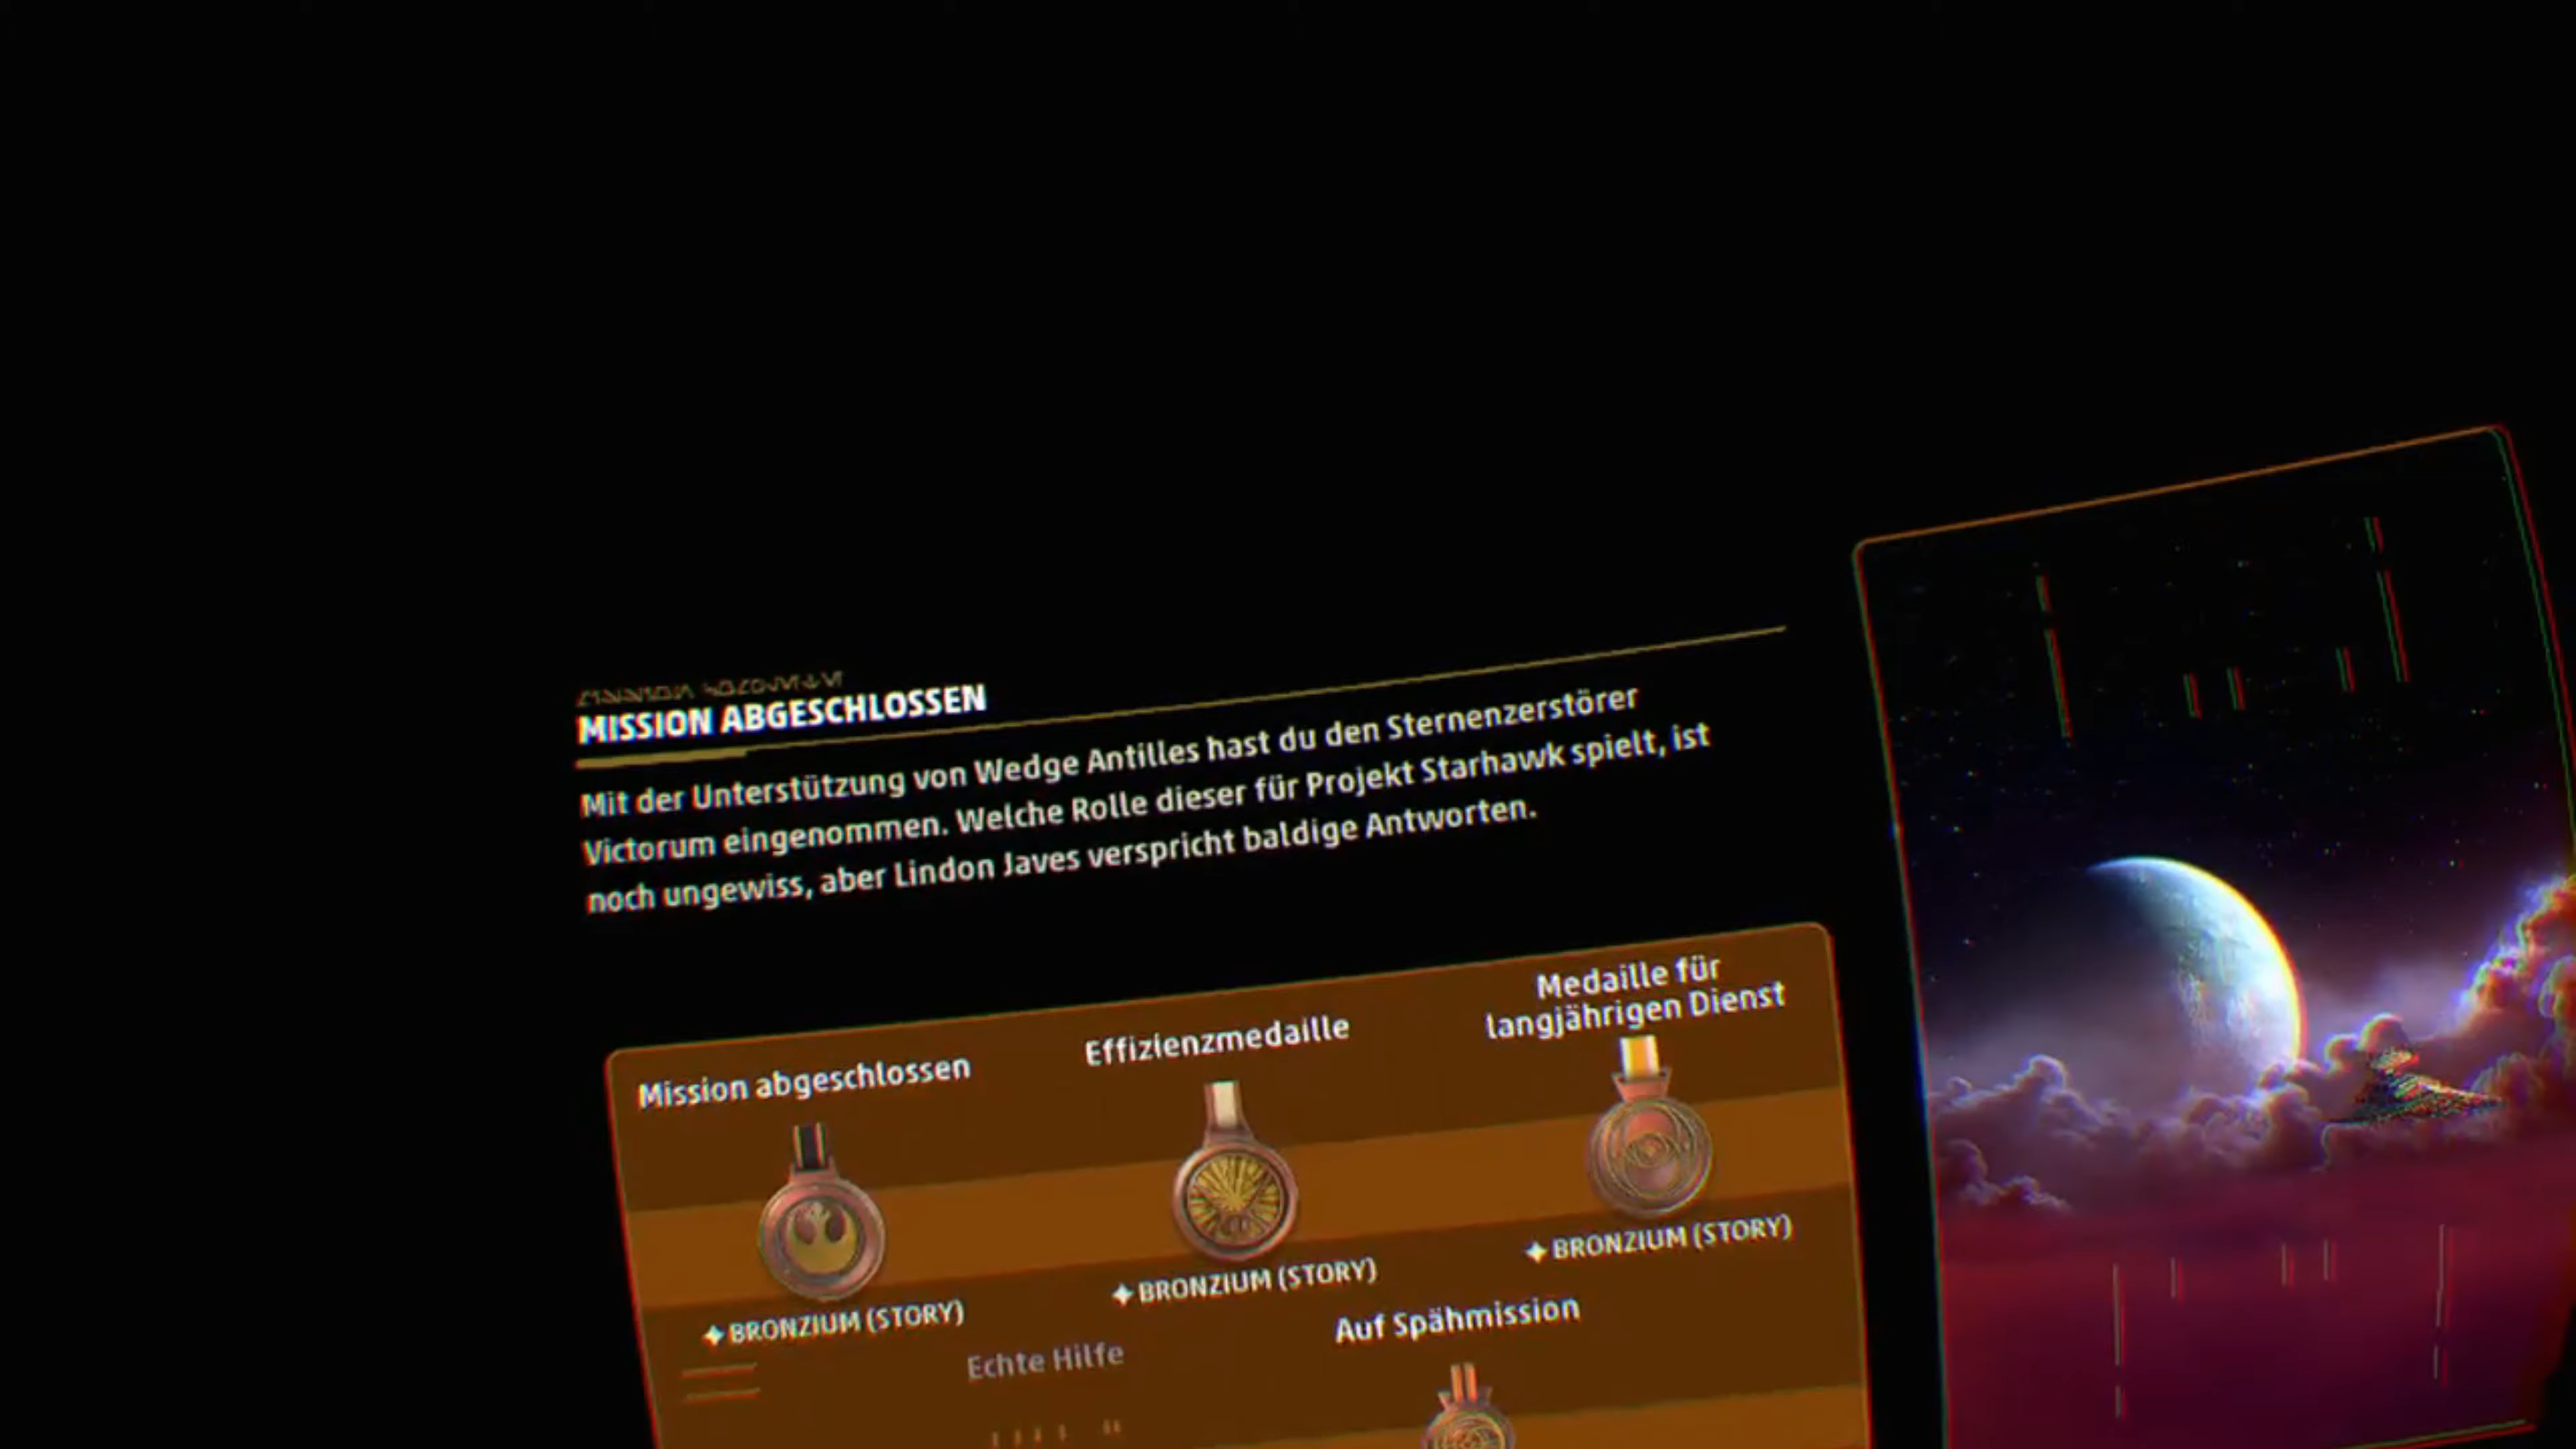 MISSION ABGESCHLOSSEN
Mit der Unterstützung von Wedge Antilles hast du den Sternenzerstörer
Victorum eingenommen. Welche Rolle dieser für Projekt Starhawk spielt, ist
noch ungewiss, aber Lindon Javes verspricht baldige Antworten.
Mission abgeschlossen
Effizienzmedaille
Medaille für
langjährigen Dienst
BRONZIUM (STORY)
BRONZIUM (STORY)
BRONZIUM (STORY)
Echte Hilfe
Auf Spähmission